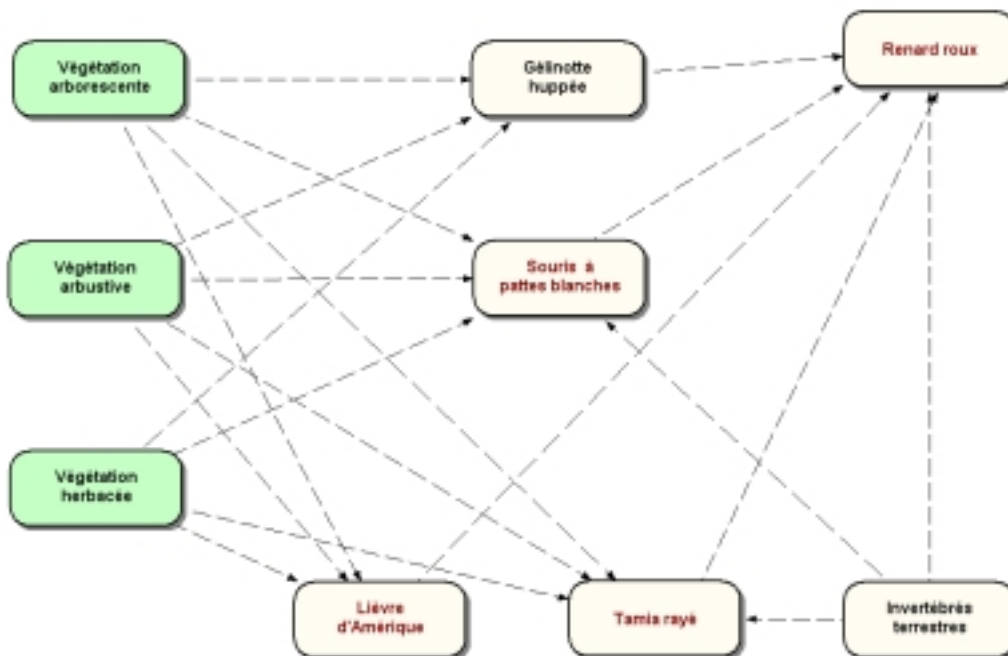 Végétation
arborescente
Gélinotte
huppée
Renard roux
Végétation
arbustive
Souris à
pattes blanches
Végétation
herbacée
Lièvre
d'Amérique
Tamia rayé
Invertébrés
terrestres